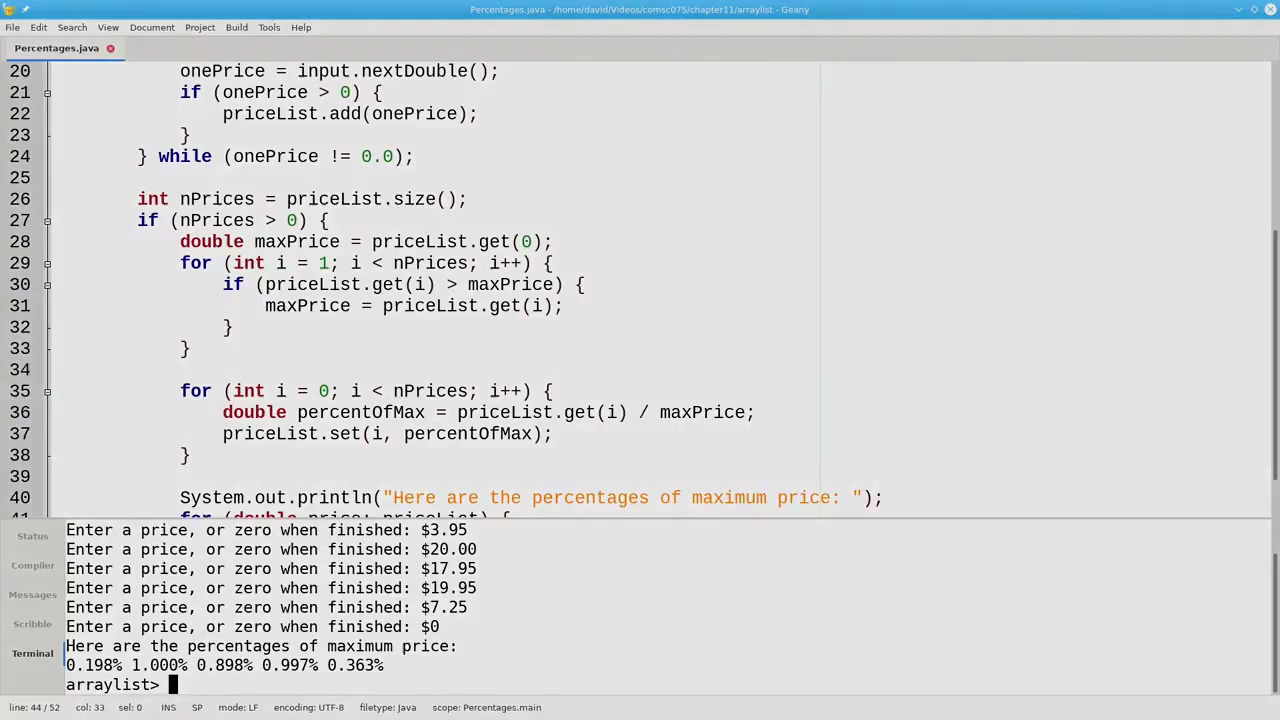 Percentages.java - /home/david/Videos/comsc075/chapter11/arraylist - Geany
File Edit Search View Document Project Build Tools Help
Percentages.java
20 onePrice = input.nextDouble();
21 if (onePrice > 0) {
22 priceList.add(onePrice);
23 }
24 } while (onePrice != 0.0);
25
26 int nPrices = priceList.size();
27 if (nPrices > 0) {
28 double maxPrice = priceList.get(0);
29 for (int i = 1; i < nPrices; i++) {
30 if (priceList.get(i) > maxPrice) {
31 maxPrice = priceList.get(i);
32 }
33 }
34
35 for (int i = 0; i < nPrices; i++) {
36 double percentOfMax = priceList.get(i) / maxPrice;
37 priceList.set(i, percentOfMax);
38 }
39
40 System.out.println("Here are the percentages of maximum price: ");
41 for (double price: priceList) {
Status
Compiler
Messages
Scribble
Terminal
Enter a price, or zero when finished: $3.95
Enter a price, or zero when finished: $20.00
Enter a price, or zero when finished: $17.95
Enter a price, or zero when finished: $19.95
Enter a price, or zero when finished: $7.25
Enter a price, or zero when finished: $0
Here are the percentages of maximum price:
0.198% 1.000% 0.898% 0.997% 0.363%
arraylist>
line: 44 / 52 col: 33 sel: 0 INS SP mode: LF encoding: UTF-8 filetype: Java scope: Percentages.main